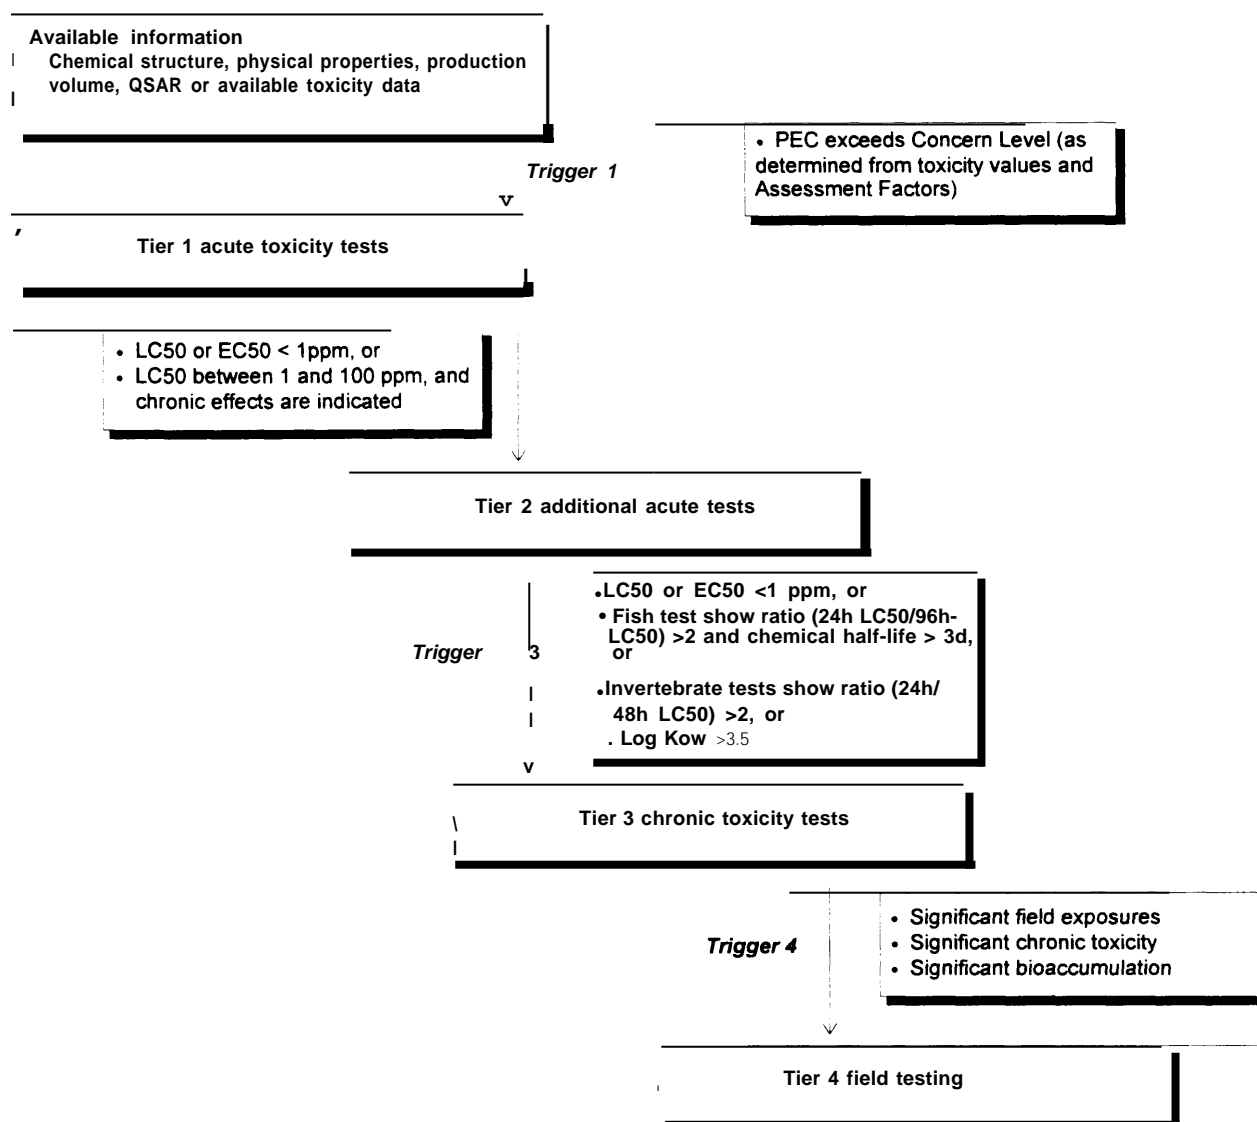 Available information
Chemical structure, physical properties, production
volume, QSAR or available toxicity data
• PEC exceeds Concern Level (as
determined from toxicity values and
Assessment Factors)
Trigger 1
Tier 1 acute toxicity tests
• LC50 or EC50 < 1ppm, or
• LC50 between 1 and 100 ppm, and
chronic effects are indicated
Tier 2 additional acute tests
Trigger 3
•LC50 or EC50 <1 ppm, or
• Fish test show ratio (24h LC50/96h-
LC50) >2 and chemical half-life > 3d,
or
•Invertebrate tests show ratio (24h/
48h LC50) >2, or
. Log Kow >3.5
Tier 3 chronic toxicity tests
Trigger 4
• Significant field exposures
• Significant chronic toxicity
• Significant bioaccumulation
Tier 4 field testing